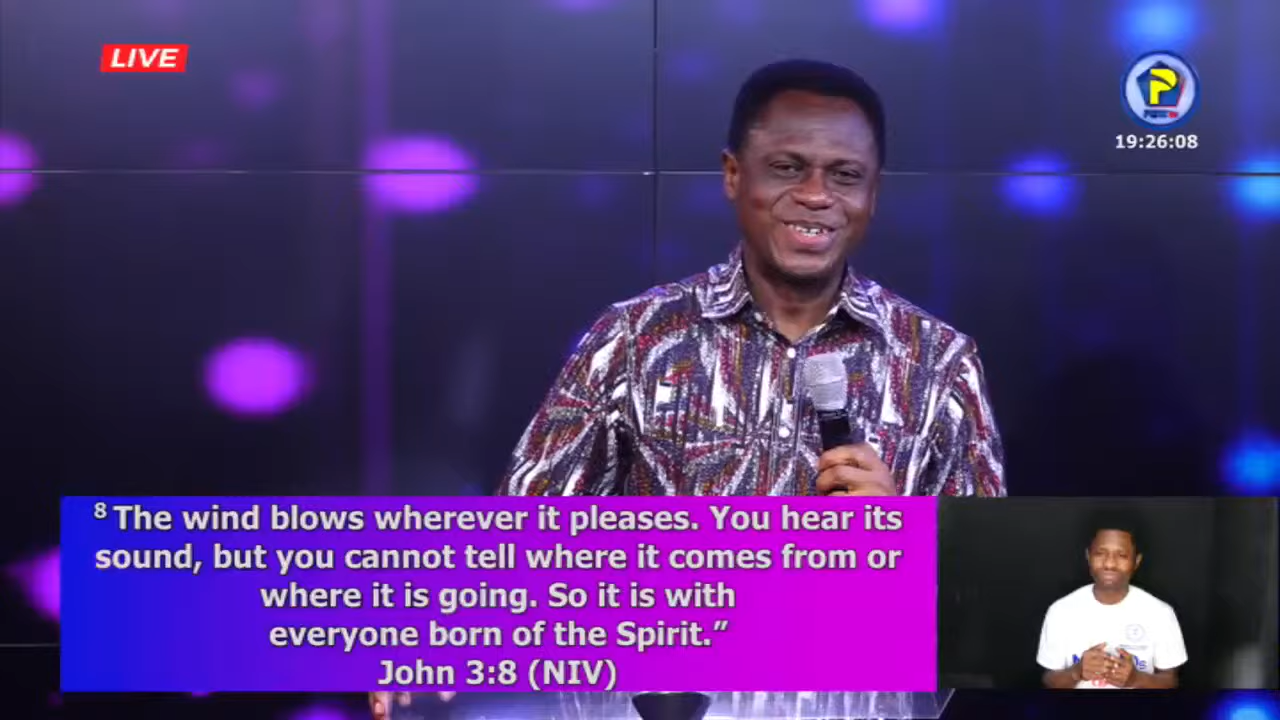 LIVE
P
19:26:08
8 The wind blows wherever it pleases. You hear its
sound, but you cannot tell where it comes from or
where it is going. So it is with
everyone born of the Spirit.”
John 3:8 (NIV)